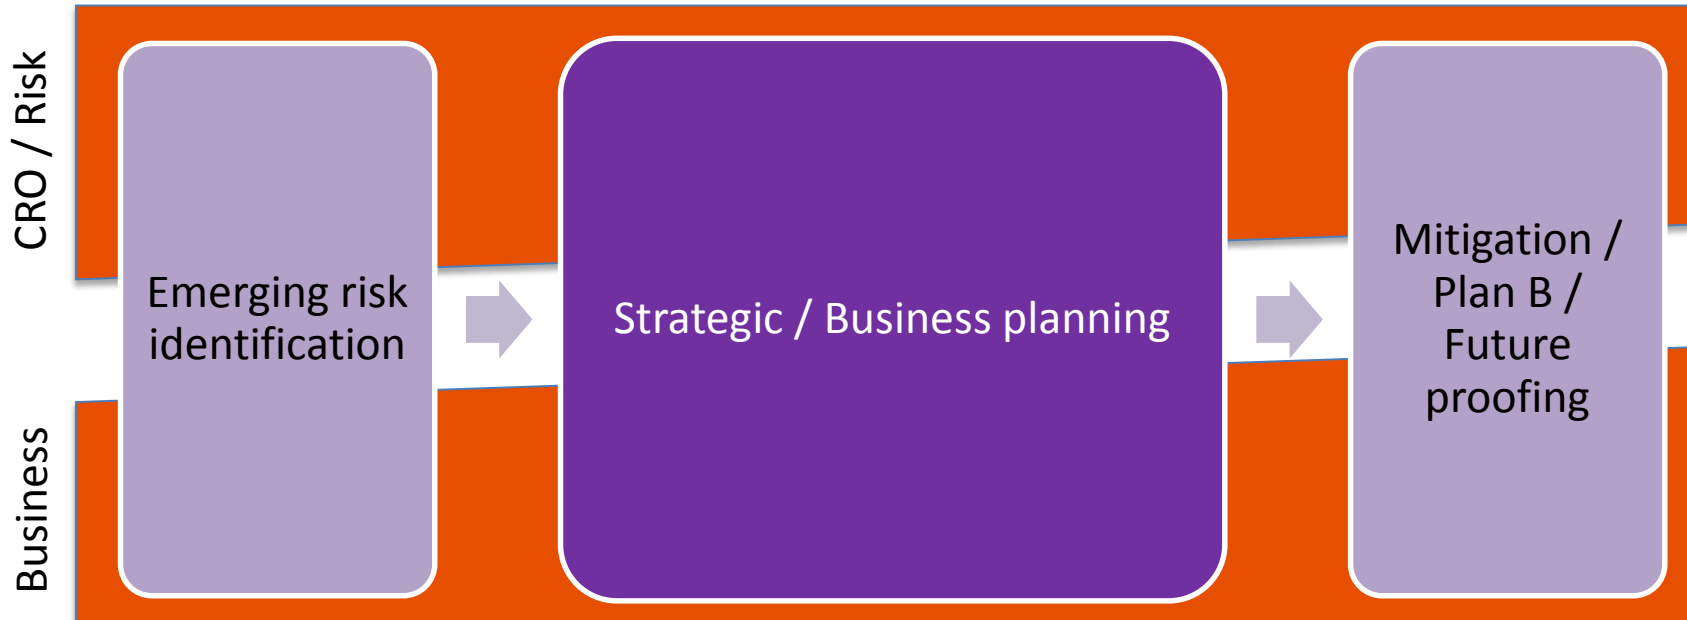 CRO / Risk
Business
Emerging risk
identification
Strategic / Business planning
Mitigation /
Plan B /
Future
proofing